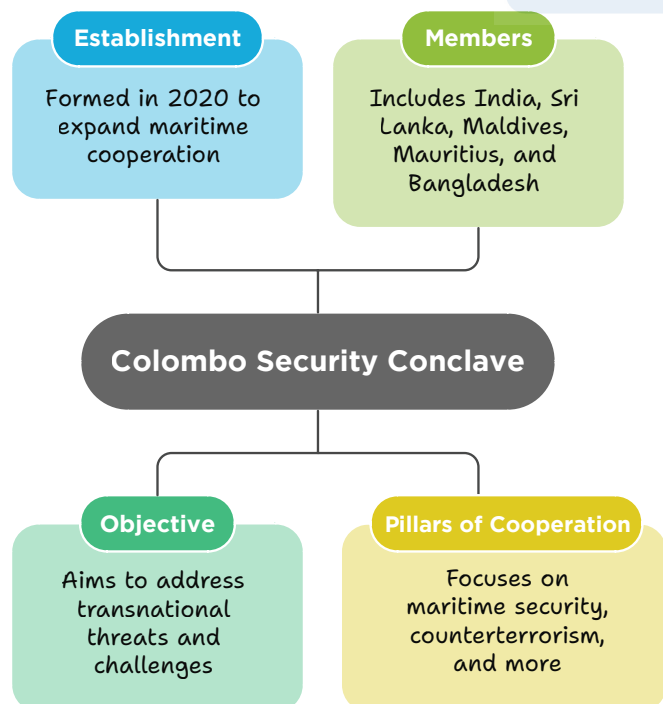 Establishment
Formed in 2020 to
expand maritime
cooperation
Members
Includes India, Sri
Lanka, Maldives,
Mauritius, and
Bangladesh
Colombo Security Conclave
Objective
Aims to address
transnational
threats and
challenges
Pillars of Cooperation
Focuses on
maritime security,
counterterrorism,
and more